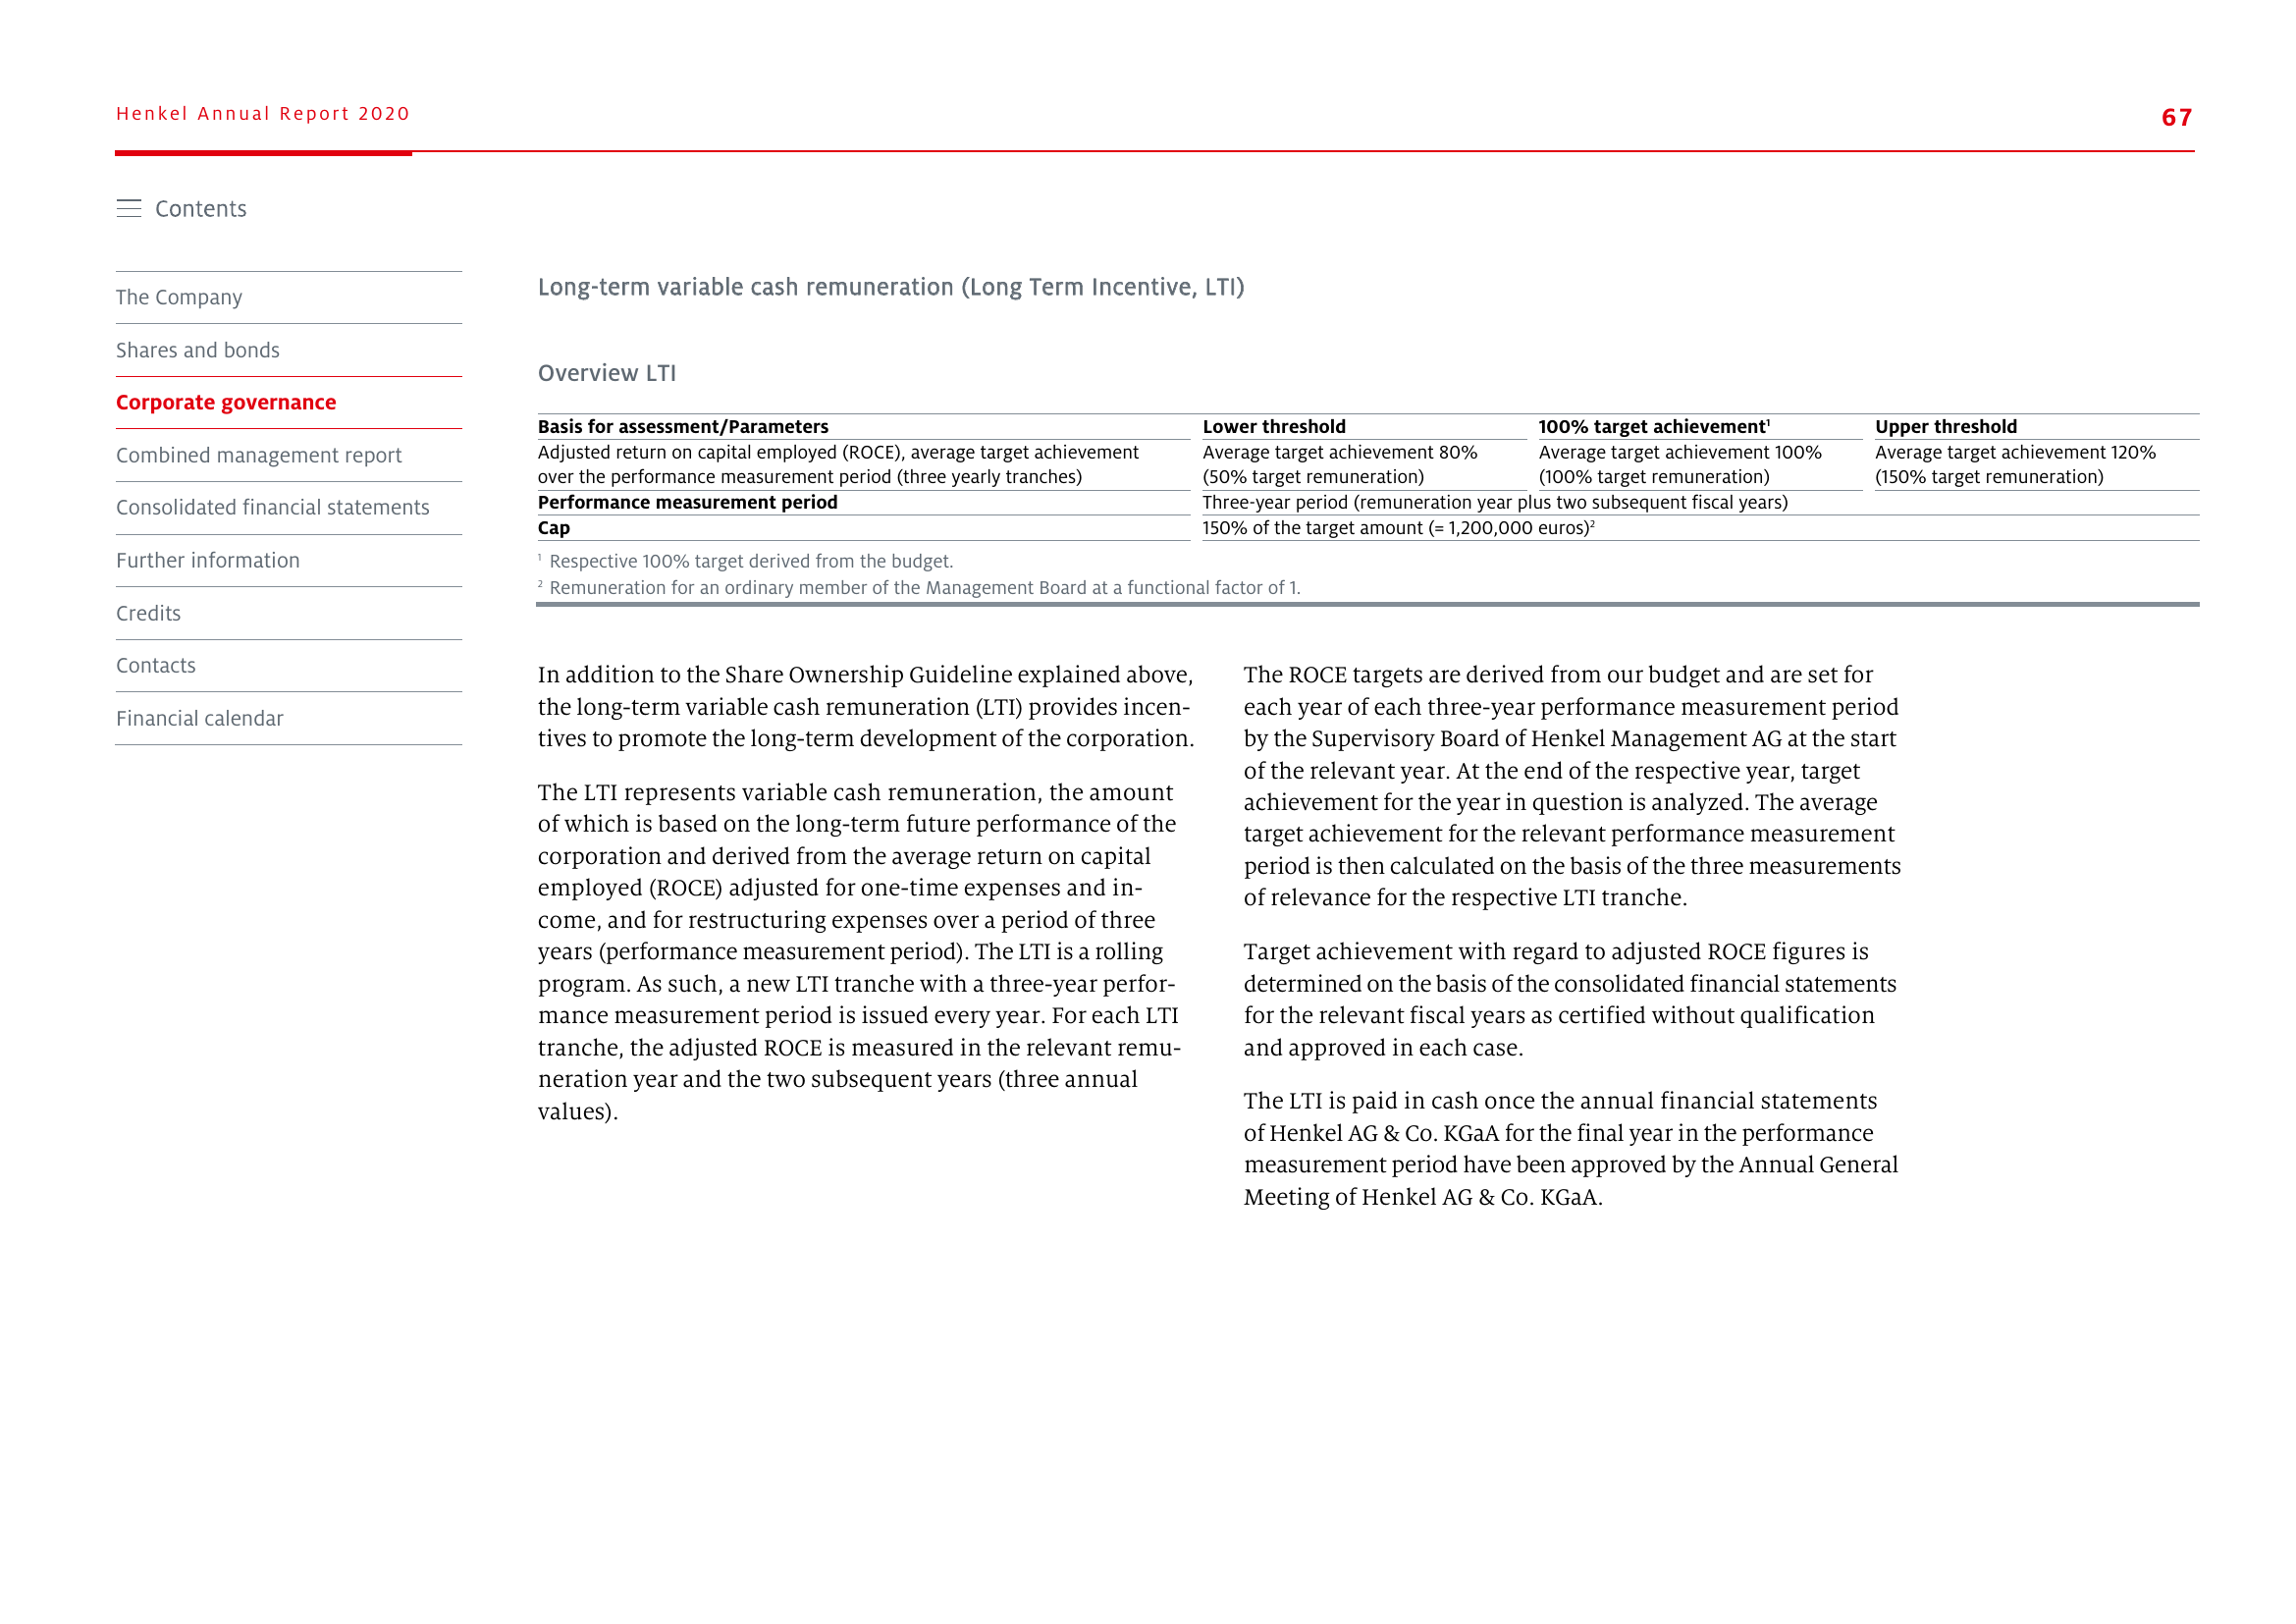 Henkel Annual Report 2020
67
Contents
The Company
Shares and bonds
Corporate governance
Combined management report
Consolidated financial statements
Further information
Credits
Contacts
Financial calendar
Long-term variable cash remuneration (Long Term Incentive, LTI)
Overview LTI
Basis for assessment/Parameters Lower threshold 100% target achievement¹ Upper threshold
Adjusted return on capital employed (ROCE), average target achievement Average target achievement 80% Average target achievement 100% Average target achievement 120%
over the performance measurement period (three yearly tranches) (50% target remuneration) (100% target remuneration) (150% target remuneration)
Performance measurement period Three-year period (remuneration year plus two subsequent fiscal years)
Cap 150% of the target amount (= 1,200,000 euros)²
¹ Respective 100% target derived from the budget.
² Remuneration for an ordinary member of the Management Board at a functional factor of 1.
In addition to the Share Ownership Guideline explained above,
the long-term variable cash remuneration (LTI) provides incen-
tives to promote the long-term development of the corporation.
The LTI represents variable cash remuneration, the amount
of which is based on the long-term future performance of the
corporation and derived from the average return on capital
employed (ROCE) adjusted for one-time expenses and in-
come, and for restructuring expenses over a period of three
years (performance measurement period). The LTI is a rolling
program. As such, a new LTI tranche with a three-year perfor-
mance measurement period is issued every year. For each LTI
tranche, the adjusted ROCE is measured in the relevant remu-
neration year and the two subsequent years (three annual
values).
The ROCE targets are derived from our budget and are set for
each year of each three-year performance measurement period
by the Supervisory Board of Henkel Management AG at the start
of the relevant year. At the end of the respective year, target
achievement for the year in question is analyzed. The average
target achievement for the relevant performance measurement
period is then calculated on the basis of the three measurements
of relevance for the respective LTI tranche.
Target achievement with regard to adjusted ROCE figures is
determined on the basis of the consolidated financial statements
for the relevant fiscal years as certified without qualification
and approved in each case.
The LTI is paid in cash once the annual financial statements
of Henkel AG & Co. KGaA for the final year in the performance
measurement period have been approved by the Annual General
Meeting of Henkel AG & Co. KGaA.